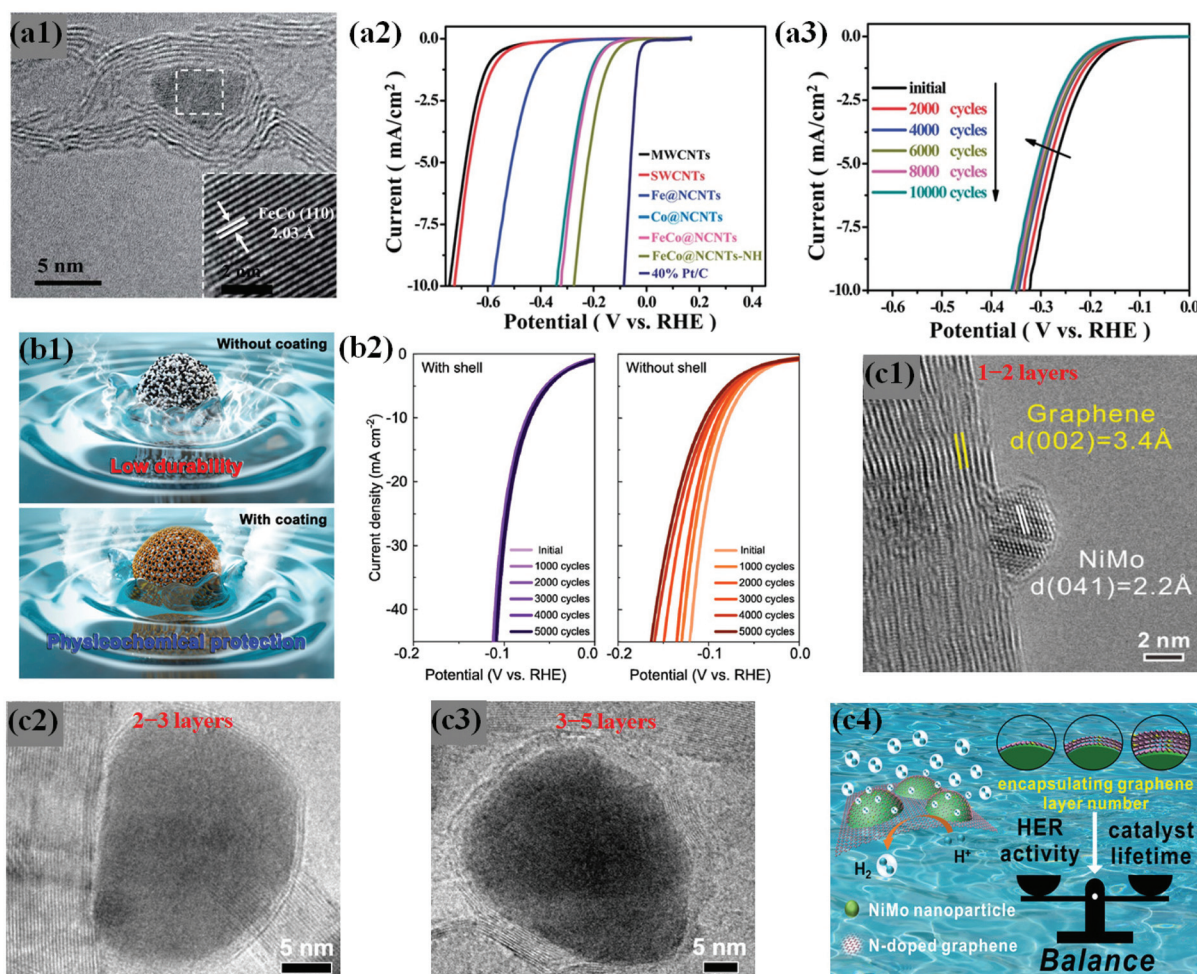 (a1)
FeCo (110)
2.03 Å
2 nm
5 nm
(a2)
0.0
-2.5
-5.0
-7.5
-10.0
Current ( mA/cm2 )
MWCNTs
SWCNTs
Fe@NCNTs
Co@NCNTs
FeCo@NCNTs
FeCo@NCNTs-NH
40% Pt/C
-0.6 -0.4 -0.2 0.0 0.2 0.4
Potential ( V vs. RHE )
(a3)
0.0
-2.5
-5.0
-7.5
-10.0
Current ( mA/cm2 )
initial
2000 cycles
4000 cycles
6000 cycles
8000 cycles
10000 cycles
-0.6 -0.5 -0.4 -0.3 -0.2 -0.1 0.0
Potential ( V vs. RHE )
(b1)
Without coating
Low durability
With coating
Physicochemical protection
(b2)
0
-10
-20
-30
-40
Current density (mA cm-2)
With shell
Initial
1000 cycles
2000 cycles
3000 cycles
4000 cycles
5000 cycles
-0.2 -0.1 0.0
Potential (V vs. RHE)
Without shell
Initial
1000 cycles
2000 cycles
3000 cycles
4000 cycles
5000 cycles
-0.2 -0.1 0.0
Potential (V vs. RHE)
(c1)
1−2 layers
Graphene
d(002)=3.4Å
NiMo
d(041)=2.2Å
2 nm
(c2)
2−3 layers
5 nm
(c3)
3−5 layers
5 nm
(c4)
encapsulating graphene
layer number
HER
activity
catalyst
lifetime
H2
H+
NiMo nanoparticle
N-doped graphene
Balance